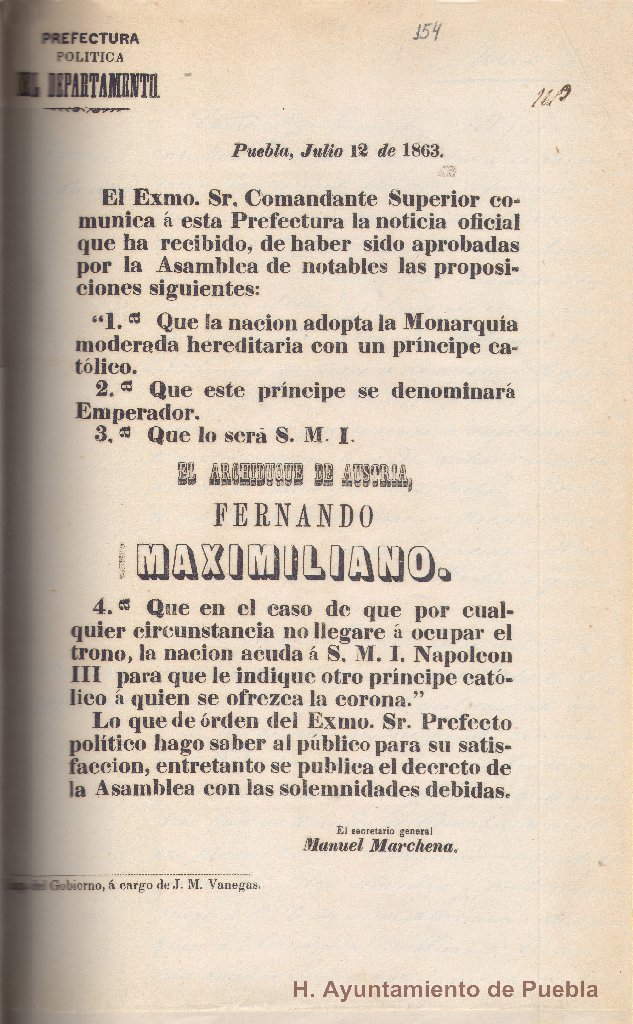 PREFECTURA
POLITICA
DEL DEPARTAMENTO.
154
Puebla, Julio 12 de 1863.
El Exmo. Sr. Comandante Superior co-
munica á esta Prefectura la noticia oficial
que ha recibido, de haber sido aprobadas
por la Asamblea de notables las proposi-
ciones siguientes:
“1.ª Que la nacion adopta la Monarquía
moderada hereditaria con un príncipe ca-
tólico.
2.ª Que este príncipe se denominará
Emperador.
3.ª Que lo será S. M. I.
EL ARCHIDUQUE DE AUSTRIA,
FERNANDO
MAXIMILIANO.
4.ª Que en el caso de que por cual-
quier circunstancia no llegare á ocupar el
trono, la nacion acuda á S. M. I. Napoleon
III para que le indique otro príncipe cató-
lico á quien se ofrezca la corona.”
Lo que de órden del Exmo. Sr. Prefecto
político hago saber al público para su satis-
faccion, entretanto se publica el decreto de
la Asamblea con las solemnidades debidas.
El secretario general
Manuel Marchena.
del Gobierno, á cargo de J. M. Vanegas.
H. Ayuntamiento de Puebla